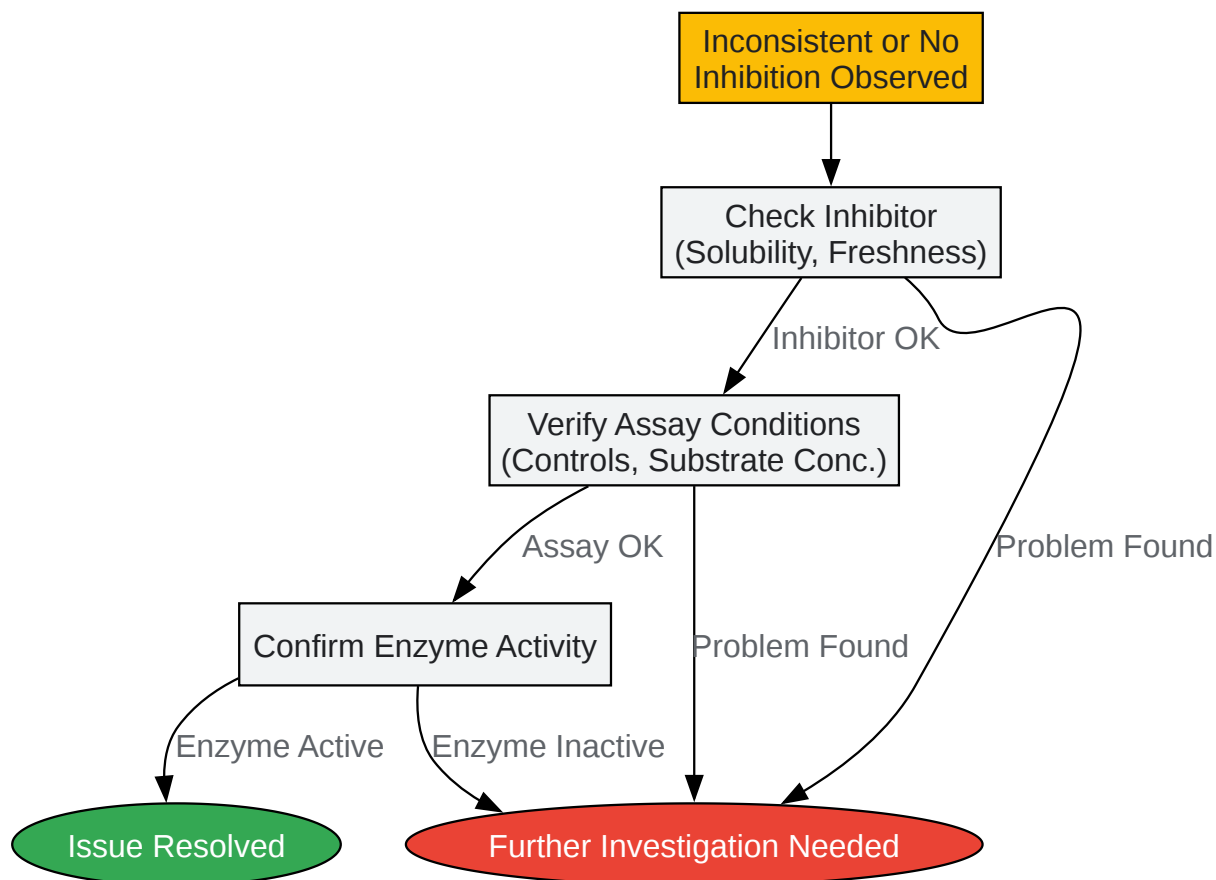 Inconsistent or No
Inhibition Observed
Check Inhibitor
(Solubility, Freshness)
Inhibitor OK
Verify Assay Conditions
(Controls, Substrate Conc.)
Assay OK
Problem Found
Confirm Enzyme Activity
Problem Found
Enzyme Active
Enzyme Inactive
Issue Resolved
Further Investigation Needed